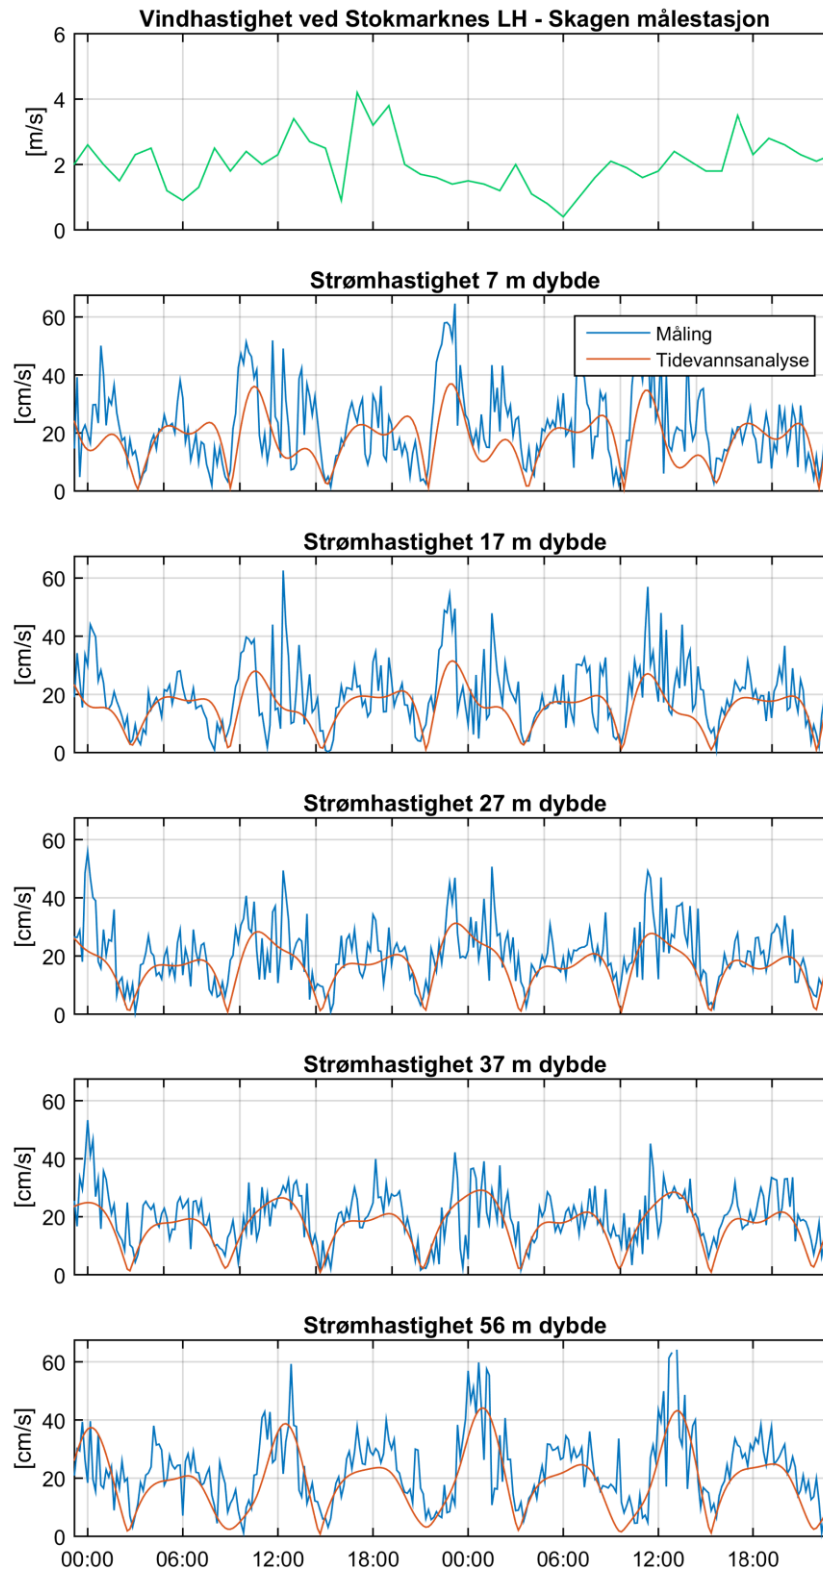 Vindhastighet ved Stokmarknes LH - Skagen målestasjon
6
4
2
0
[m/s]
Strømhastighet 7 m dybde
60
40
20
0
[cm/s]
Måling
Tidevannsanalyse
Strømhastighet 17 m dybde
60
40
20
0
[cm/s]
Strømhastighet 27 m dybde
60
40
20
0
[cm/s]
Strømhastighet 37 m dybde
60
40
20
0
[cm/s]
Strømhastighet 56 m dybde
60
40
20
0
[cm/s]
00:00 06:00 12:00 18:00 00:00 06:00 12:00 18:00